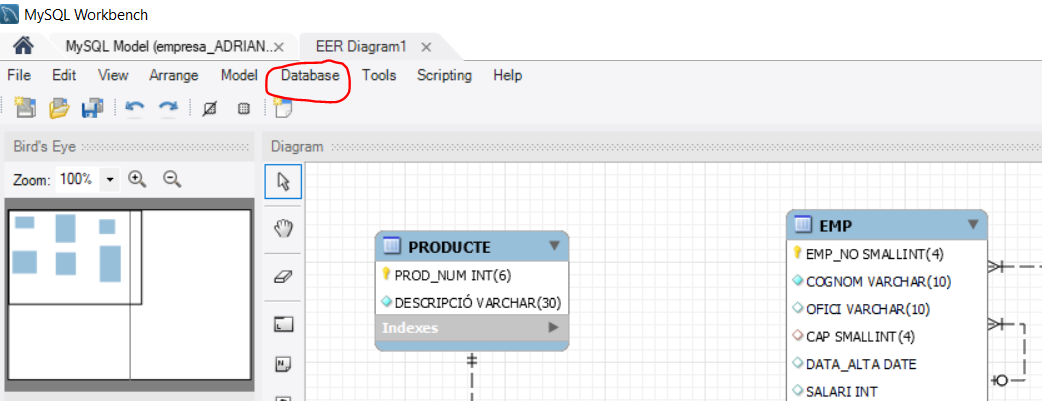 MySQL Workbench
MySQL Model (empresa_ADRIAN... EER Diagram1
File Edit View Arrange Model Database Tools Scripting Help
Bird's Eye Diagram
Zoom: 100%
PRODUCTE
PROD_NUM INT(6)
DESCRIPCIÓ VARCHAR(30)
Indexes
EMP
EMP_NO SMALLINT(4)
COGNOM VARCHAR(10)
OFICI VARCHAR(10)
CAP SMALLINT(4)
DATA_ALTA DATE
SALARI INT